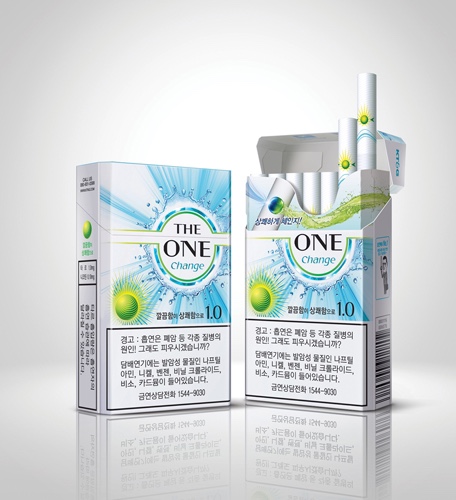 THE
ONE
Change
깔끔함이 상쾌함으로 1.0
경고 : 흡연은 폐암 등 각종 질병의
원인! 그래도 피우시겠습니까?
담배연기에는 발암성 물질인 나프틸
아민, 니켈, 벤젠, 비닐 크롤라이드,
비소, 카드뮴이 들어있습니다.
금연상담전화 1544-9030
KT&G
상쾌하게 체인지!
ONE
Change
깔끔함이 상쾌함으로 1.0
경고 : 흡연은 폐암 등 각종 질병의
원인! 그래도 피우시겠습니까?
담배연기에는 발암성 물질인 나프틸
아민, 니켈, 벤젠, 비닐 크롤라이드,
비소, 카드뮴이 들어있습니다.
금연상담전화 1544-9030